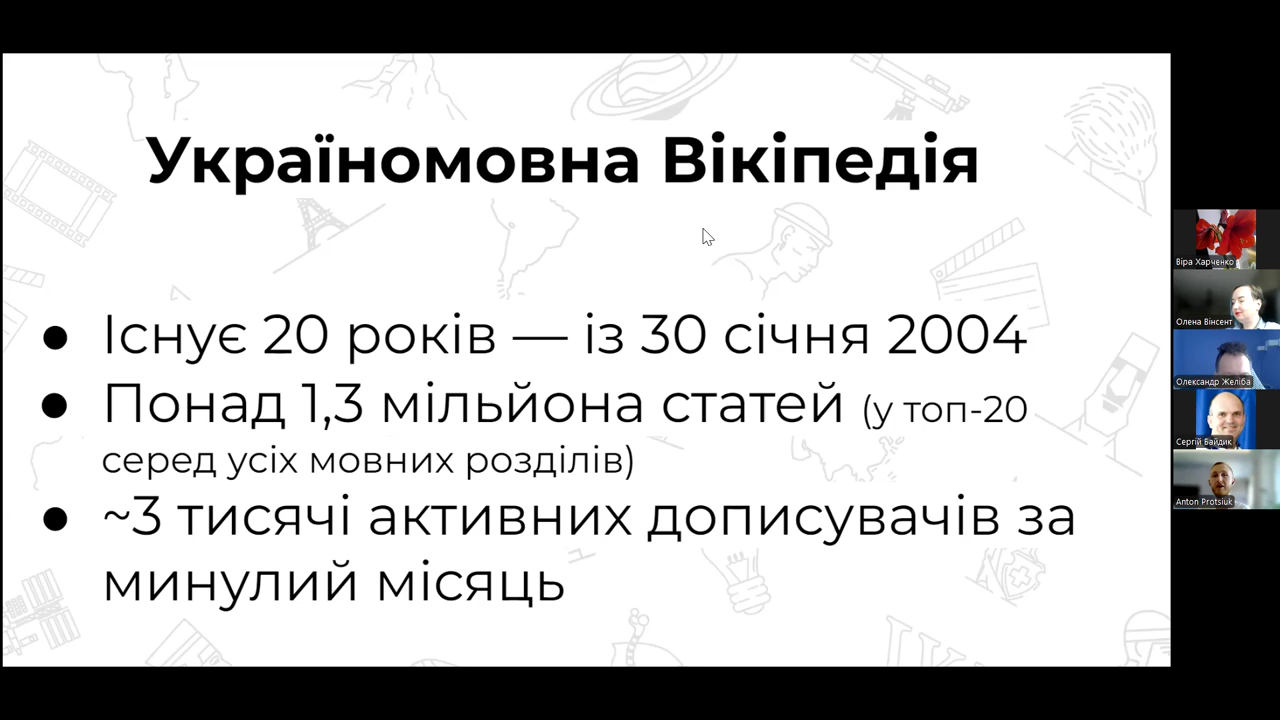 Україномовна Вікіпедія
● Існує 20 років — із 30 січня 2004
● Понад 1,3 мільйона статей (у топ-20
серед усіх мовних розділів)
● ~3 тисячі активних дописувачів за
минулий місяць
Віра Харченко
Олена Вінсент
Олександр Желіба
Сергій Вайдик
Anton Protsiuk